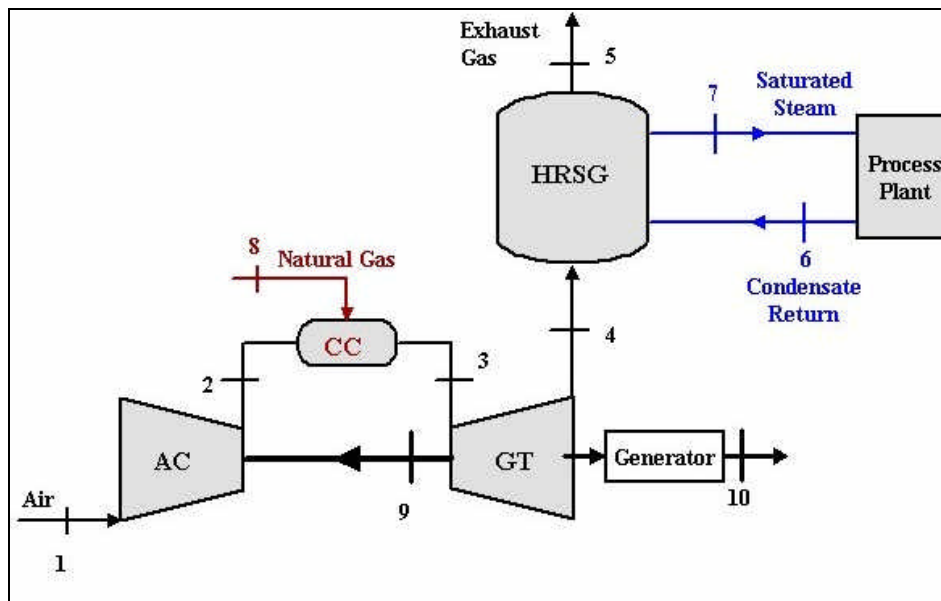 Exhaust
Gas
5
7
Saturated
Steam
HRSG
Process
Plant
8
Natural Gas
6
Condensate
Return
CC
4
2
3
AC
GT
Generator
9
10
Air
1